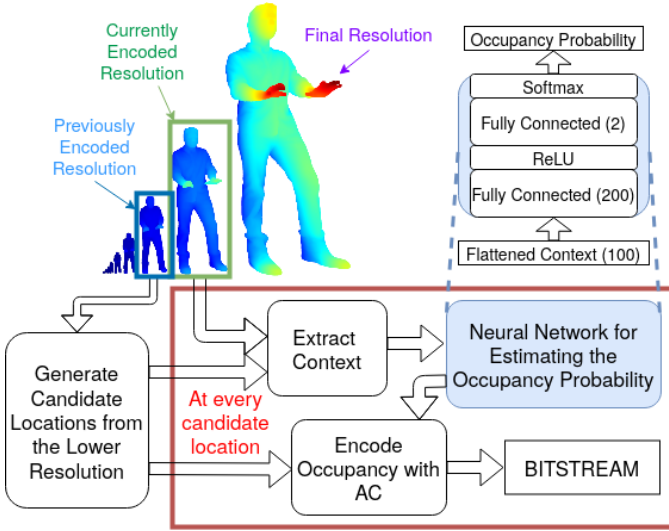 Currently
Encoded
Resolution
Final Resolution
Previously
Encoded
Resolution
Occupancy Probability
Softmax
Fully Connected (2)
ReLU
Fully Connected (200)
Flattened Context (100)
Generate
Candidate
Locations from
the Lower
Resolution
Extract
Context
Neural Network for
Estimating the
Occupancy Probability
At every
candidate
location
Encode
Occupancy with
AC
BITSTREAM